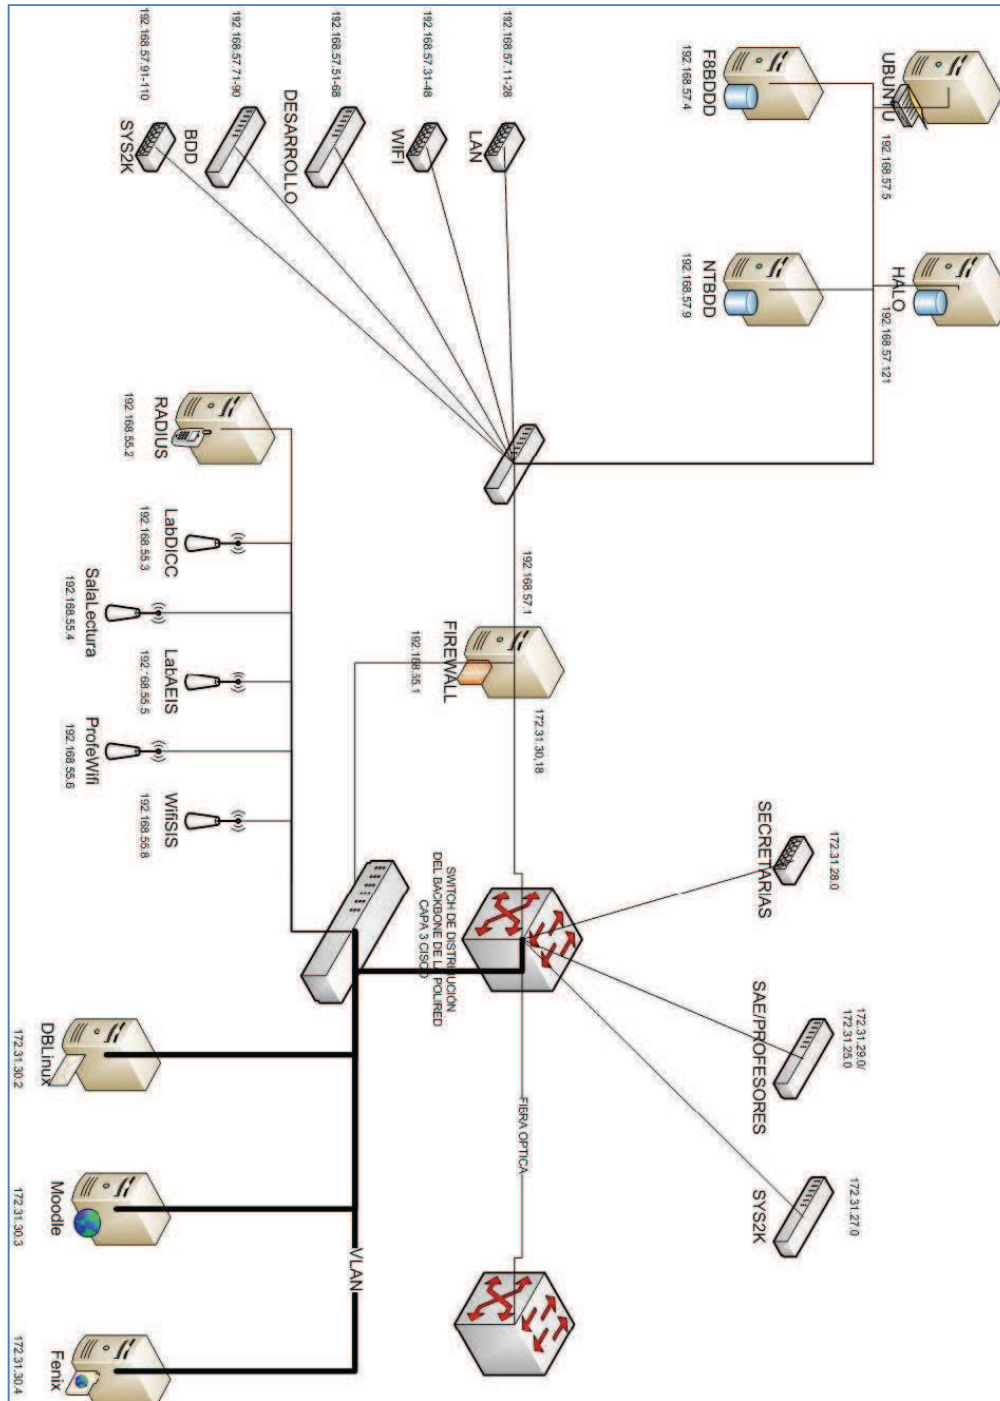 192.168.57.91-110
SYS2K
192.168.57.71-90
BDD
192.168.57.51-68
DESARROLLO
192.168.57.31-48
WIFI
192.168.57.11-28
LAN
F8BDDD
192.168.57.4
UBUNTU
192.168.57.5
NTBDD
192.168.57.9
HALO
192.168.57.121
RADIUS
192.168.55.2
LabDICC
192.168.55.3
SalaLectura
192.168.55.4
LabAEIS
192.168.55.5
ProfeWifi
192.168.55.6
WifiSIS
192.168.55.8
192.168.57.1
FIREWALL
192.168.55.1
172.31.30,18
SWITCH DE DISTRIBUCIÓN
DEL BACKBONE DE LA POLIRED
CAPA 3 CISCO
172.31.28.0
SECRETARIAS
172.31.29.0/
172.31.25.0
SAE/PROFESORES
172.31.27.0
SYS2K
FIBRA OPTICA
VLAN
DBLinux
172.31.30.2
Moodle
172.31.30.3
Fenix
172.31.30.4